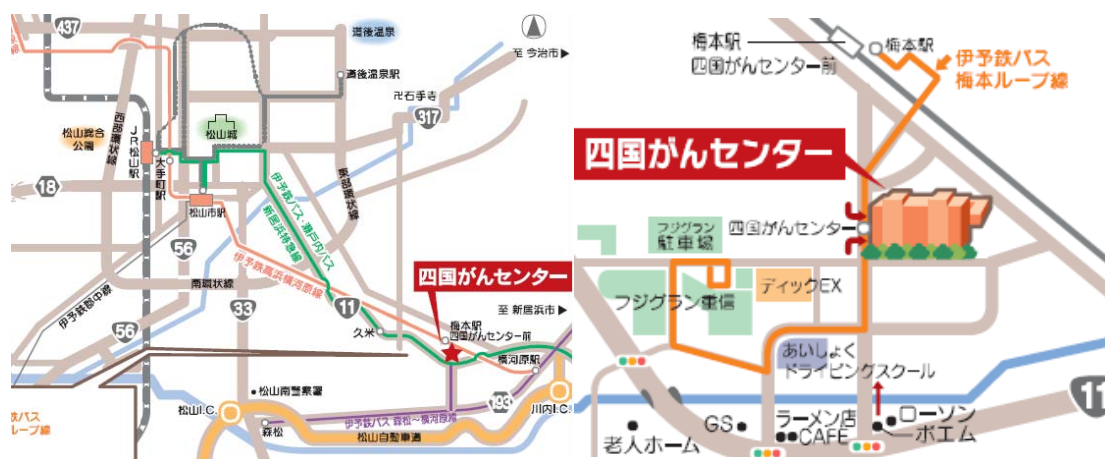 437
道後温泉
至 今治市▶
道後温泉駅
卍石手寺
317
西部環状線
松山総合
公園
JR松山駅
松山城
大手町駅
東部環状線
18
松山市駅
伊予鉄バス・瀬戸内バス
新居浜特急線
56
伊予鉄高浜横河原線
四国がんセンター
南環状線
33
11
至 新居浜市▶
伊予鉄郡中線
56
久米
梅本駅
四国がんセンター前
横河原駅
松山南警察署
193
鉄バス
ループ線
松山I.C.
森松
伊予鉄バス 森松〜横河原線
川内I.C.
松山自動車道
梅本駅
四国がんセンター前
梅本駅
伊予鉄バス
梅本ループ線
四国がんセンター
フジグラン
駐車場
四国がんセンター
フジグラン重信
ディックEX
あいしょく
ドライビングスクール
11
老人ホーム
GS
ラーメン店
CAFE
ローソン
ポエム